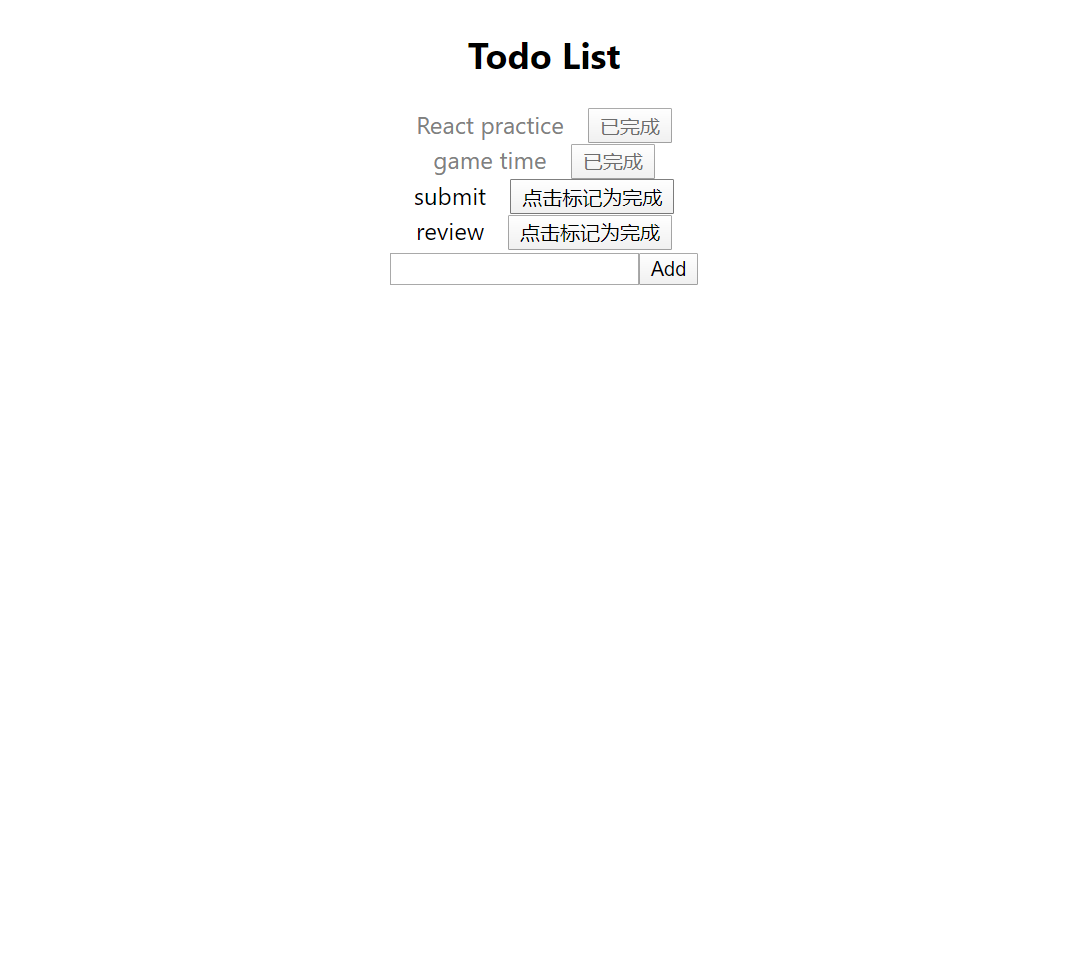 Todo List
React practice 已完成
game time 已完成
submit 点击标记为完成
review 点击标记为完成
Add